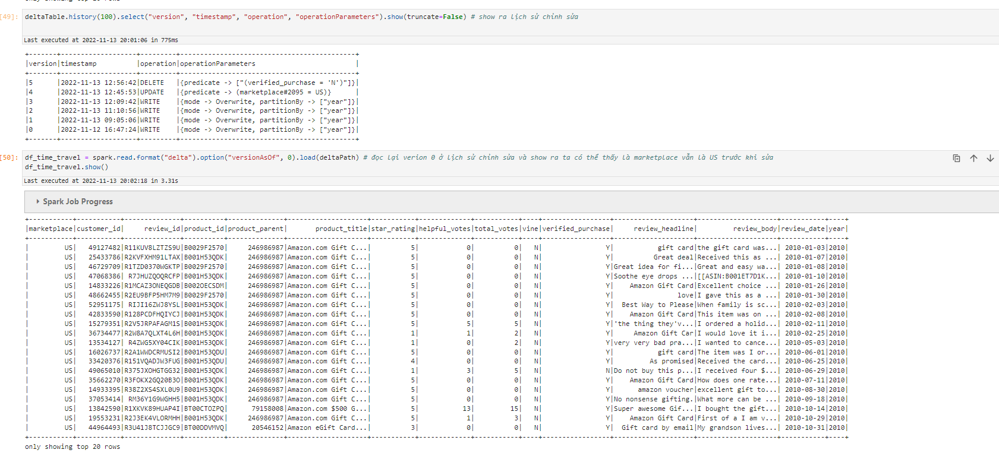 only showing top 20 rows
[49]: deltaTable.history(100).select("version", "timestamp", "operation", "operationParameters").show(truncate=False) # show ra lịch sử chỉnh sửa
Last executed at 2022-11-13 20:01:06 in 775ms
+-------+-------------------+---------+-----------------------------------------+
|version|timestamp          |operation|operationParameters                      |
+-------+-------------------+---------+-----------------------------------------+
|5      |2022-11-13 12:56:42|DELETE   |{predicate -> ["(verified_purchase = 'N')"]}|
|4      |2022-11-13 12:45:53|UPDATE   |{predicate -> (marketplace#2095 = US)}     |
|3      |2022-11-13 12:09:42|WRITE    |{mode -> Overwrite, partitionBy -> ["year"]}|
|2      |2022-11-13 11:10:56|WRITE    |{mode -> Overwrite, partitionBy -> ["year"]}|
|1      |2022-11-13 09:05:06|WRITE    |{mode -> Overwrite, partitionBy -> ["year"]}|
|0      |2022-11-12 16:47:24|WRITE    |{mode -> Overwrite, partitionBy -> ["year"]}|
+-------+-------------------+---------+-----------------------------------------+
[50]: df_time_travel = spark.read.format("delta").option("versionAsOf", 0).load(deltaPath) # đọc lại verion 0 ở lịch sử chỉnh sửa và show ra ta có thể thấy là marketplace vẫn là US trước khi sửa
df_time_travel.show()
Last executed at 2022-11-13 20:02:18 in 3.31s
Spark Job Progress
|marketplace|customer_id|     review_id|product_id|product_parent|       product_title|star_rating|helpful_votes|total_votes|vine|verified_purchase|     review_headline|         review_body|review_date|year|
|         US|   49127482|R11KUV8LZTZS9U|B0029F2570|     246986987|Amazon.com Gift C...|          5|            0|          0|   N|                Y|           gift card|the gift card was...| 2010-01-03|2010|
|         US|   25433786|R2KVFXHM91LTAX|B001H53QDK|     246986987|Amazon.com Gift C...|          5|            0|          0|   N|                Y|          Great deal|Received this as ...| 2010-01-07|2010|
|         US|   46729709|R1TZD0370WGKTP|B0029F2570|     246986987|Amazon.com Gift C...|          5|            0|          0|   N|                Y|Great idea for fi...|Great and easy wa...| 2010-01-08|2010|
|         US|   47068386| R7JHUZQOQRCFP|B001H53QDK|     246986987|Amazon.com Gift C...|          5|            0|          0|   N|                Y|Soothe eye drops ...|[[ASIN:B001ET7D1K...| 2010-01-10|2010|
|         US|   14833226|R1MCAZ3ONEQGDB|B002OECSDM|     246986987|Amazon.com Gift C...|          5|            0|          0|   N|                Y|    Amazon Gift Card|Excellent choice ...| 2010-01-26|2010|
|         US|   48662455|R2EU9BFP5HM7M9|B0029F2570|     246986987|Amazon.com Gift C...|          5|            0|          0|   N|                Y|                love|I gave this as a ...| 2010-01-30|2010|
|         US|   52951175| RIJI16ZWJ8YSL|B001H53QDK|     246986987|Amazon.com Gift C...|          5|            0|          0|   N|                Y|  Best Way to Please|When family is sc...| 2010-02-03|2010|
|         US|   42833590|R128PCDFHQIYCJ|B001H53QDK|     246986987|Amazon.com Gift C...|          5|            0|          0|   N|                Y|    Amazon Gift Card|This item was on ...| 2010-02-08|2010|
|         US|   15279351|R2V5JRPAFAGM1S|B001H53QDK|     246986987|Amazon.com Gift C...|          5|            5|          5|   N|                Y|'the thing they'v...|I ordered a holid...| 2010-02-11|2010|
|         US|   36734477|R2W8A7QLXT4L6H|B001H53QDK|     246986987|Amazon.com Gift C...|          1|            1|          2|   N|                Y|     Amazon Gift Car|I would love it i...| 2010-02-25|2010|
|         US|   13534127| R4ZWG5XY04CIK|B001H53QDK|     246986987|Amazon.com Gift C...|          1|            0|          2|   N|                Y|very very bad pra...|I wanted to cance...| 2010-05-03|2010|
|         US|   16026737|R2A1WWDCRMUSI2|B001H53QDU|     246986987|Amazon.com Gift C...|          5|            0|          0|   N|                Y|           gift card|The item was I or...| 2010-06-01|2010|
|         US|   33420376|R151VQADJW3FUG|B001H53QDU|     246986987|Amazon.com Gift C...|          4|            0|          0|   N|                Y|         As promised|Received the card...| 2010-06-25|2010|
|         US|   49065010|R375JXOHGTGG32|B001H53QDK|     246986987|Amazon.com Gift C...|          1|            3|          5|   N|                N|Do not buy this p...|I received four $...| 2010-06-29|2010|
|         US|   35662270|R3FOKX2GQ20B3O|B001H53QDK|     246986987|Amazon.com Gift C...|          5|            0|          0|   N|                Y|    Amazon Gift Card|How does one rate...| 2010-07-11|2010|
|         US|   14933395|R38Z2XS4SXL0U9|B001H53QDK|     246986987|Amazon.com Gift C...|          5|            0|          0|   N|                Y|      amazon voucher|excellent gift to...| 2010-08-30|2010|
|         US|   37053414| RM36Y1G9WGHH5|B001H53QDK|     246986987|Amazon.com Gift C...|          5|            0|          0|   N|                Y|No nonsense gifting.|What more can be ...| 2010-09-18|2010|
|         US|   13842590|R1XKVK89HUAP4I|BT00CTOZPQ|      79158008|Amazon.com $500 G...|          5|           13|         15|   N|                Y|Super awesome Gif...|I bought the gift...| 2010-10-14|2010|
|         US|   19553231|R2J3EK4VLORMHH|B001H53QDK|     246986987|Amazon.com Gift C...|          5|            1|          3|   N|                Y|    Amazon Gift Card|First of a I am v...| 2010-10-29|2010|
|         US|   44964493|R3U41J8TCJJGC9|BT00DDVMVQ|      20546152|Amazon eGift Card...|          3|            0|          0|   N|                Y|  Gift card by email|My grandson lives...| 2010-10-31|2010|
only showing top 20 rows